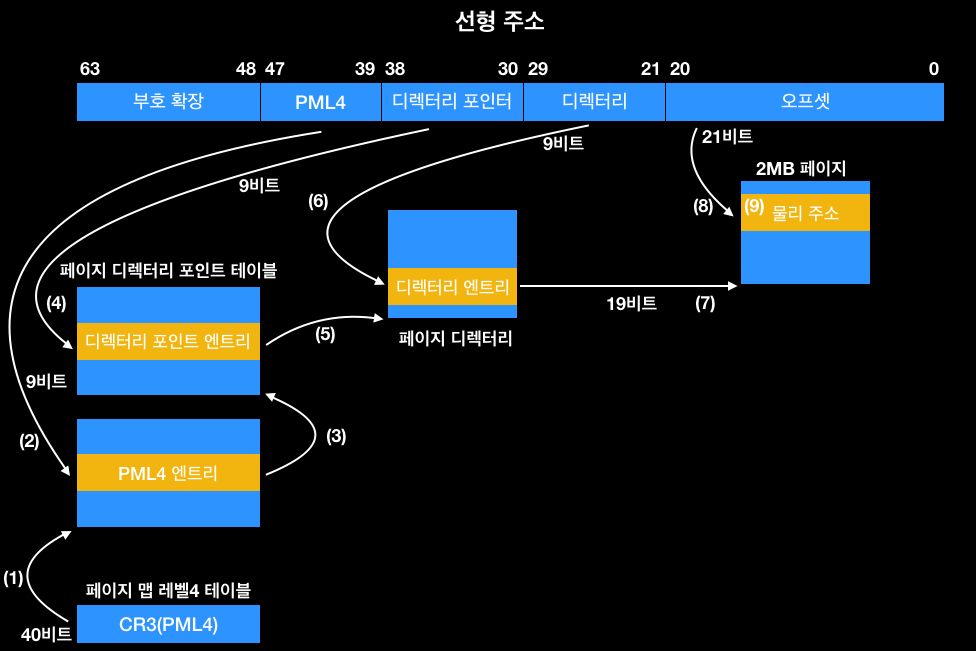 선형 주소
63 48 47 39 38 30 29 21 20 0
부호 확장 PML4 디렉터리 포인터 디렉터리 오프셋
21비트
9비트
2MB 페이지
9비트
(6)
(8)
(9) 물리 주소
페이지 디렉터리 포인트 테이블
디렉터리 엔트리
(4)
19비트 (7)
(5)
디렉터리 포인트 엔트리
페이지 디렉터리
9비트
(2)
(3)
PML4 엔트리
(1)
페이지 맵 레벨4 테이블
CR3(PML4)
40비트